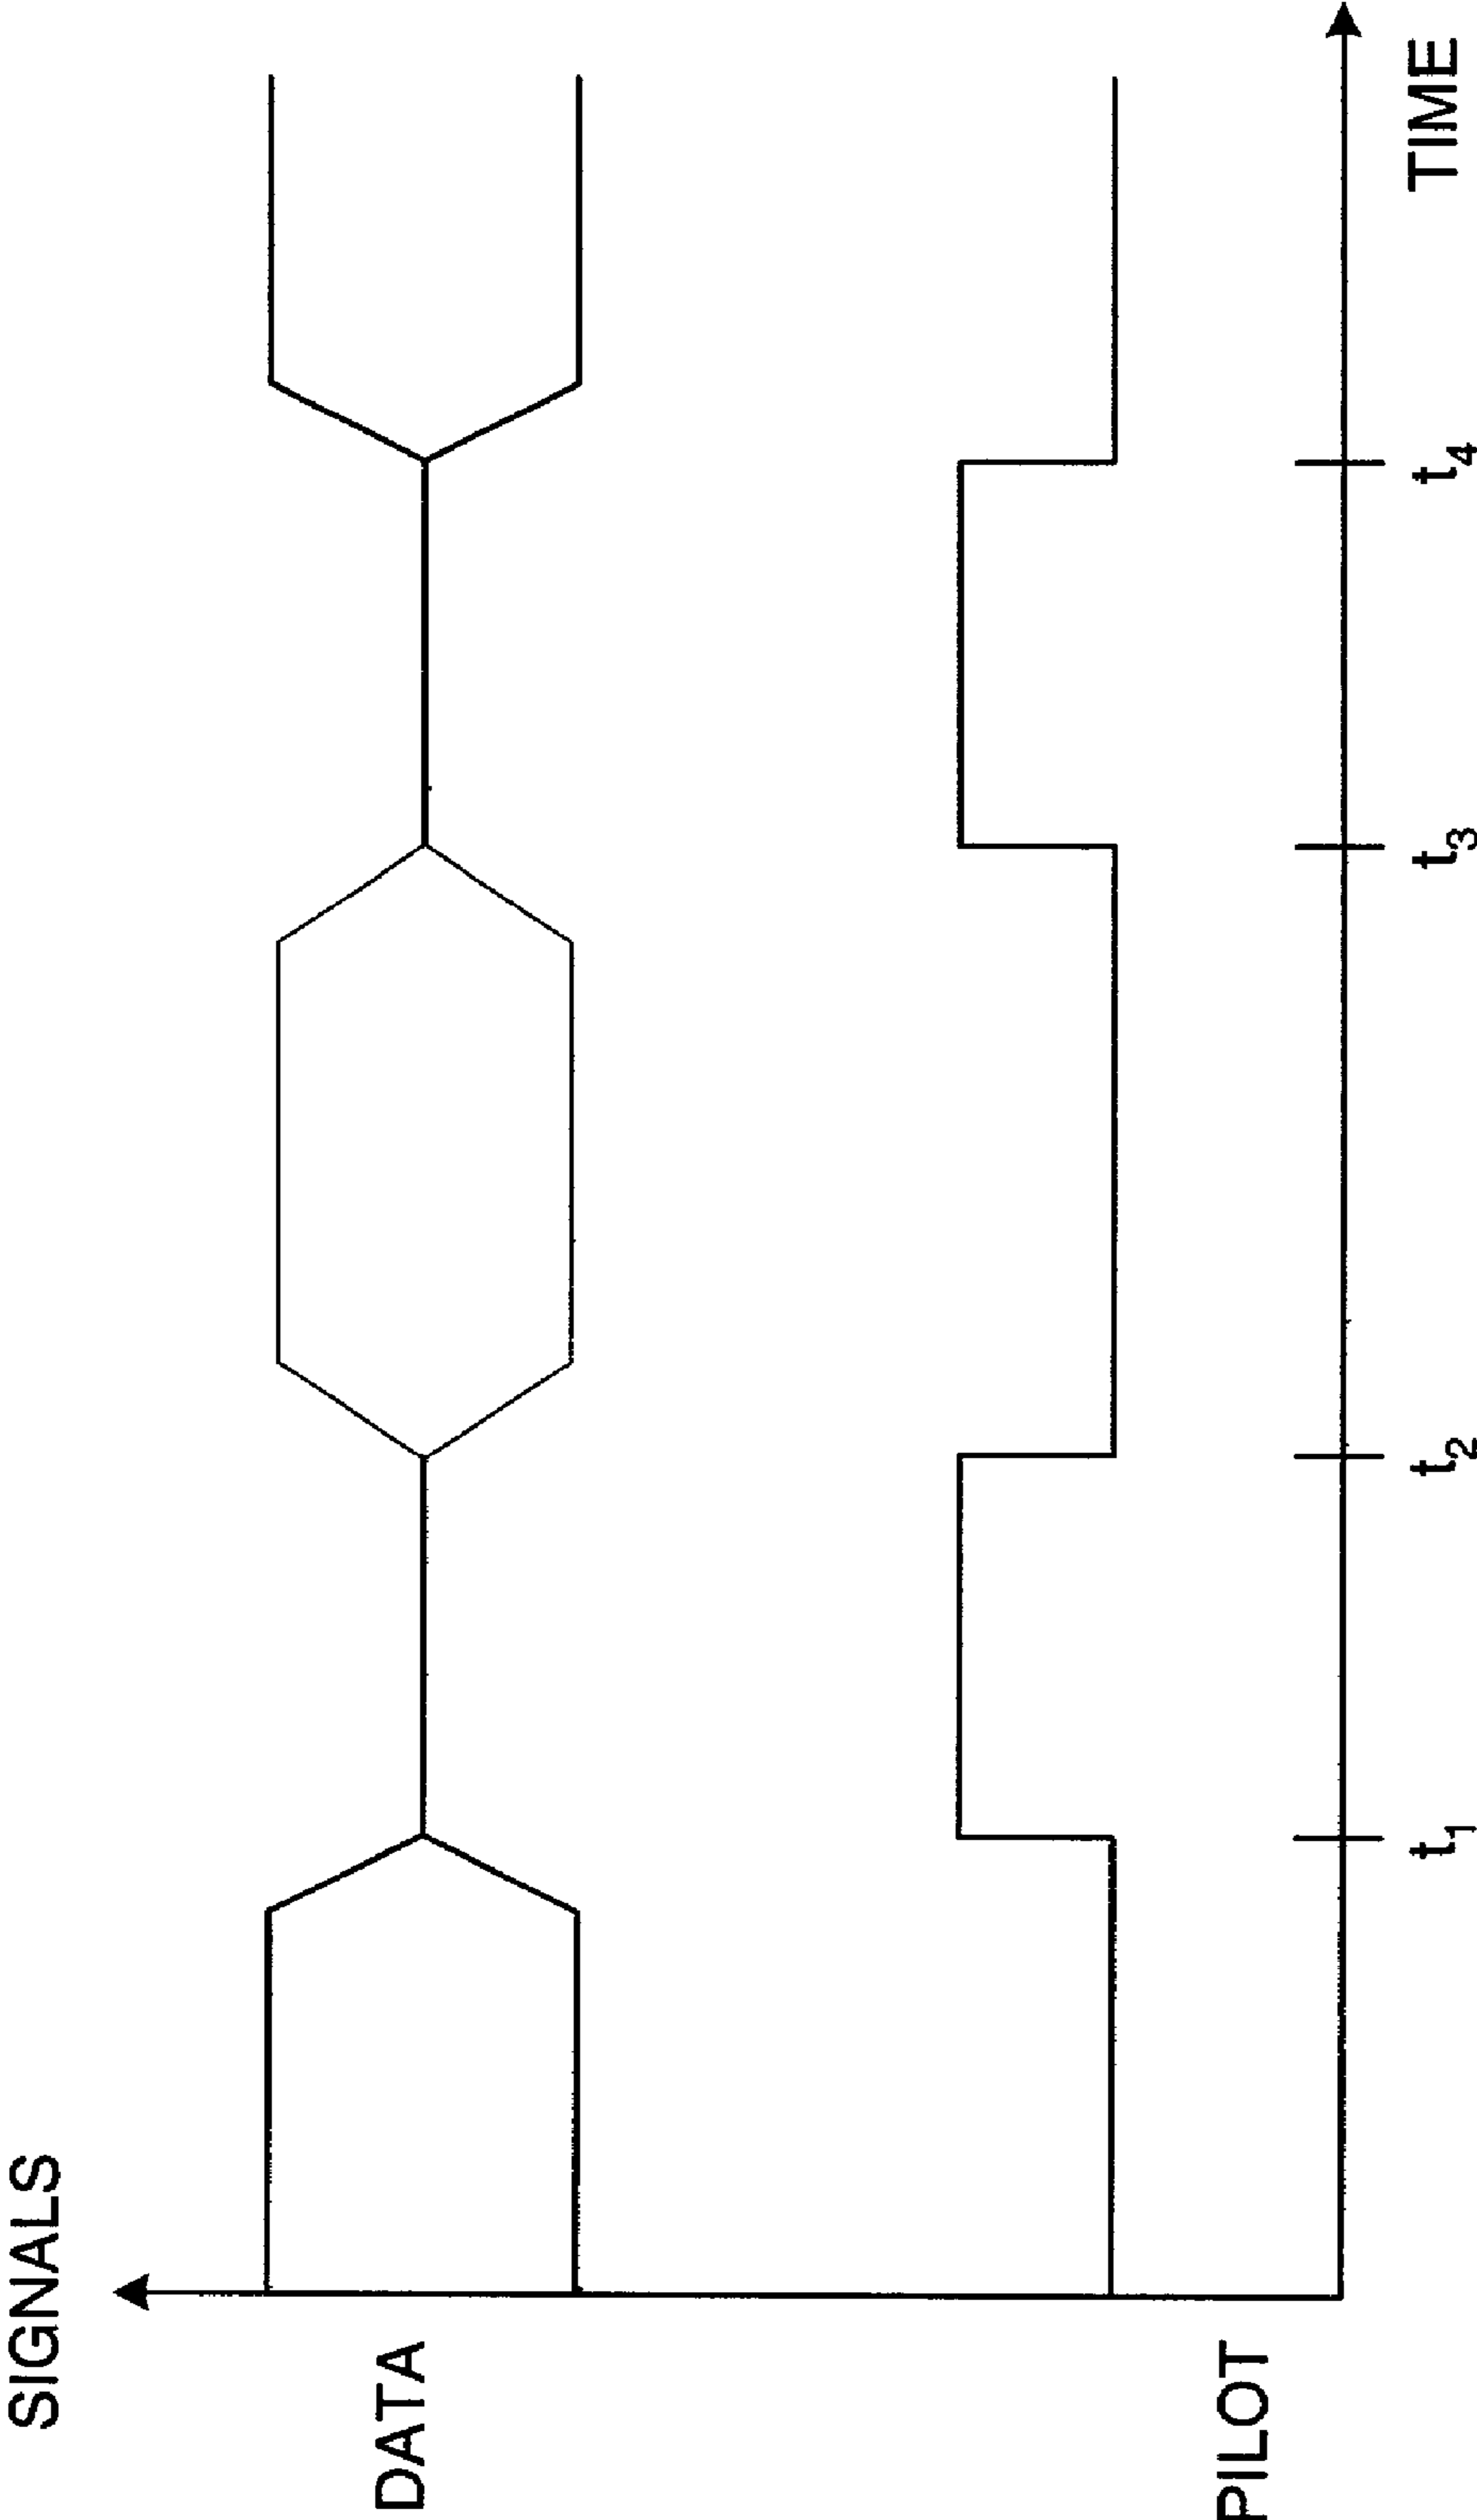 SIGNALS
DATA
PILOT
t1
t2
t3
t4
TIME